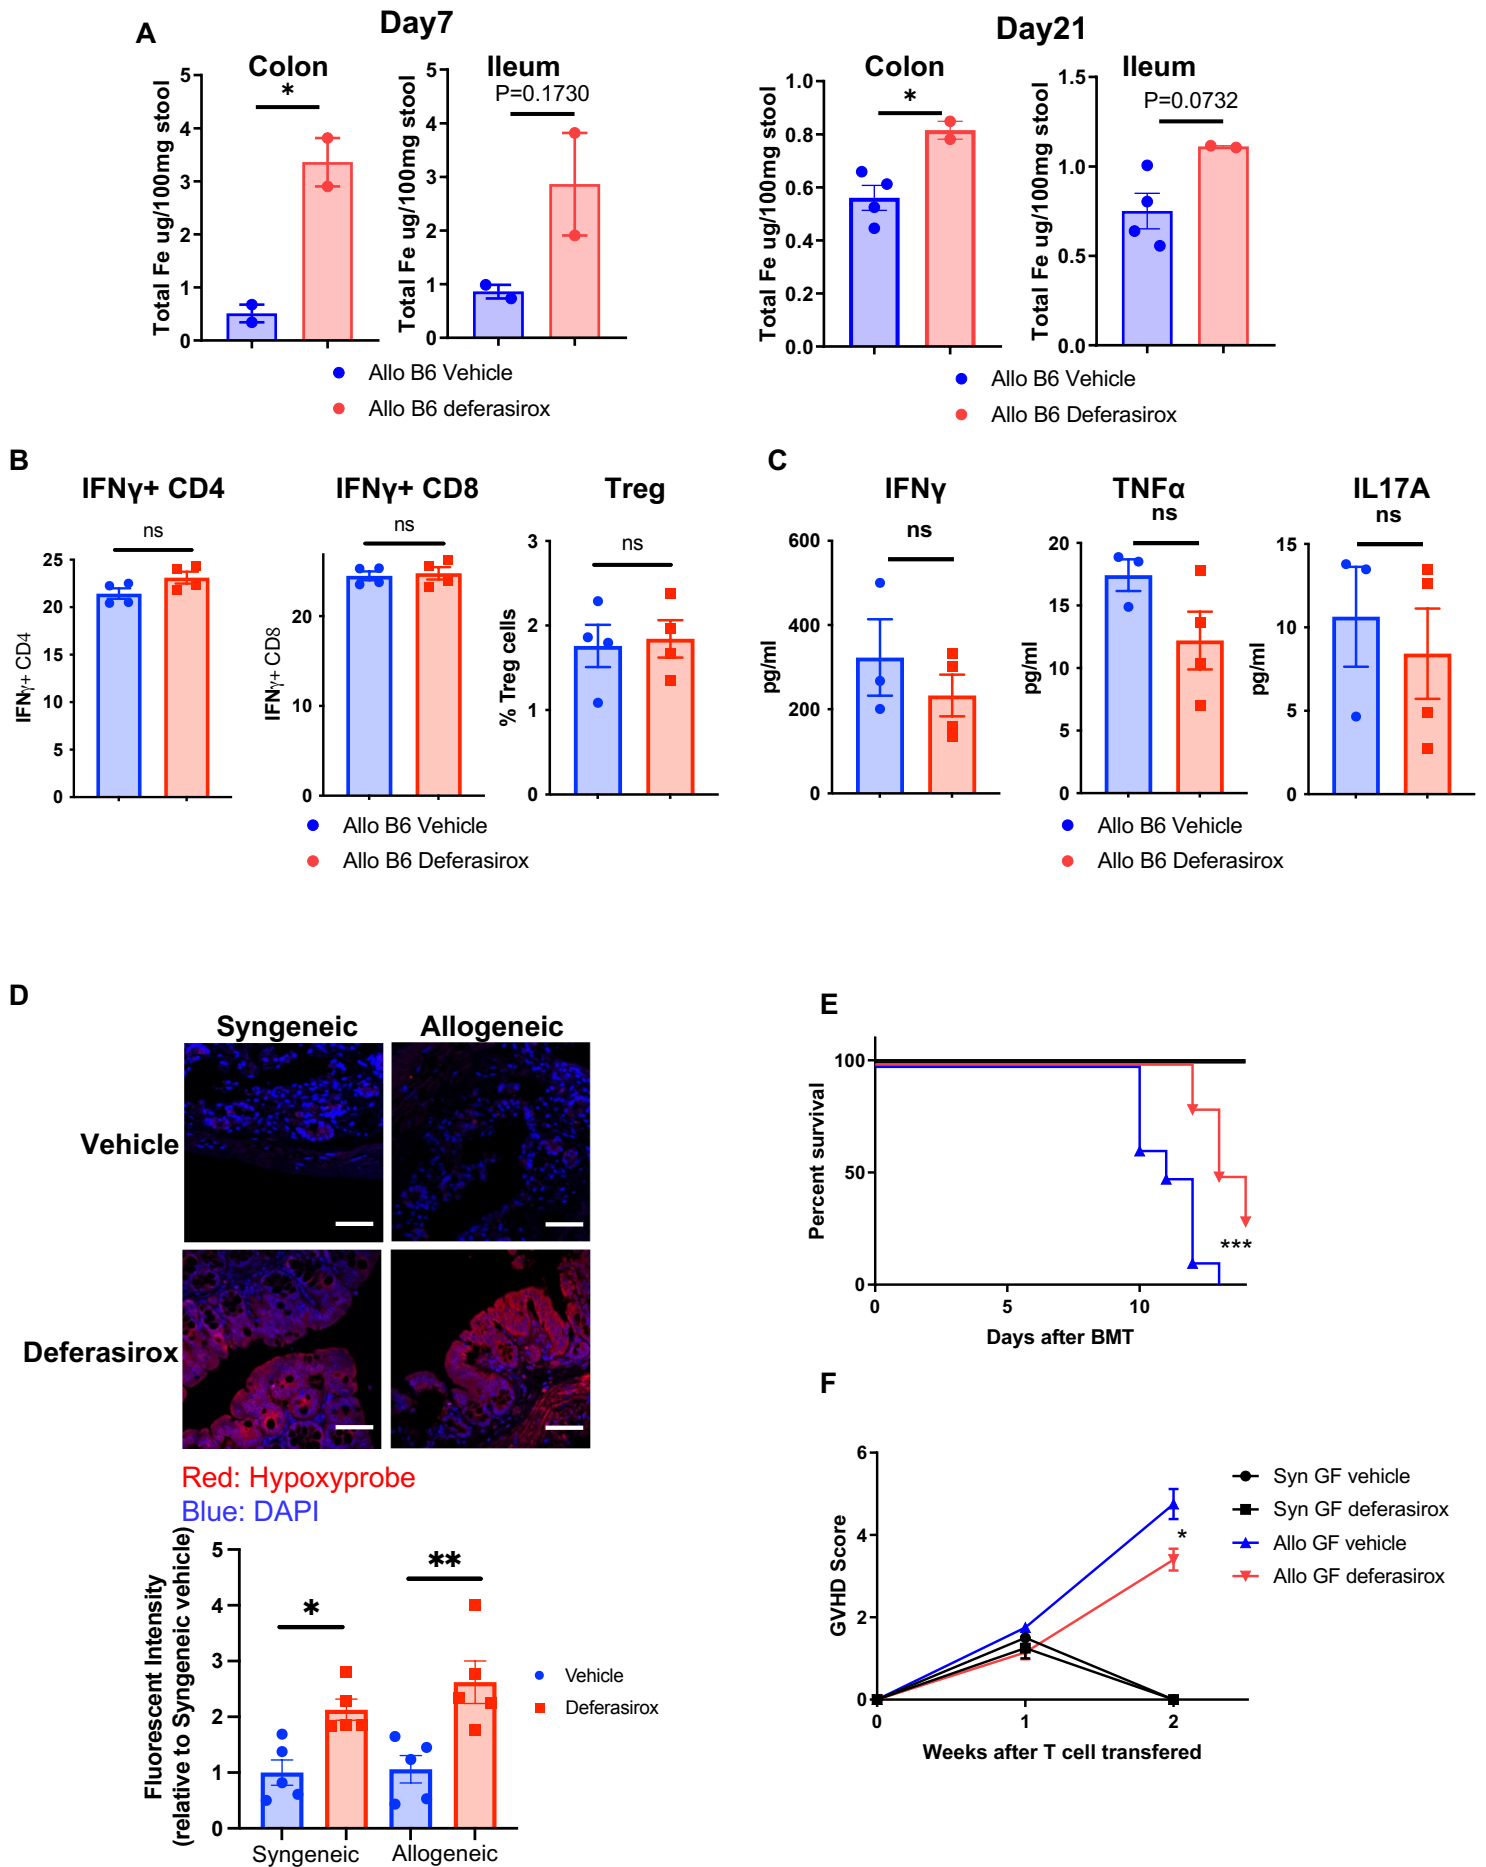 A
Day7
Day21
Colon
Ileum
Colon
Ileum
*
P=0.1730
*
P=0.0732
Total Fe ug/100mg stool
5
4
3
2
1
0
Total Fe ug/100mg stool
5
4
3
2
1
0
Total Fe ug/100mg stool
1.0
0.8
0.6
0.4
0.2
0.0
Total Fe ug/100mg stool
1.5
1.0
0.5
0.0
Allo B6 Vehicle
Allo B6 deferasirox
Allo B6 Vehicle
Allo B6 Deferasirox
B
IFNγ+ CD4
IFNγ+ CD8
Treg
ns
ns
ns
IFNγ+ CD4
25
20
15
10
5
0
IFNγ+ CD8
20
10
0
% Treg cells
3
2
1
0
Allo B6 Vehicle
Allo B6 Deferasirox
C
IFNγ
TNFα
IL17A
ns
ns
ns
pg/ml
600
400
200
0
pg/ml
20
15
10
5
0
pg/ml
15
10
5
0
Allo B6 Vehicle
Allo B6 Deferasirox
D
Syngeneic
Allogeneic
Vehicle
Deferasirox
Red: Hypoxyprobe
Blue: DAPI
Fluorescent Intensity
(relative to Syngeneic vehicle)
5
4
3
2
1
0
*
**
Syngeneic
Allogeneic
Vehicle
Deferasirox
E
Percent survival
100
50
0
***
0
5
10
Days after BMT
F
GVHD Score
6
4
2
0
*
0
1
2
Weeks after T cell transfered
Syn GF vehicle
Syn GF deferasirox
Allo GF vehicle
Allo GF deferasirox